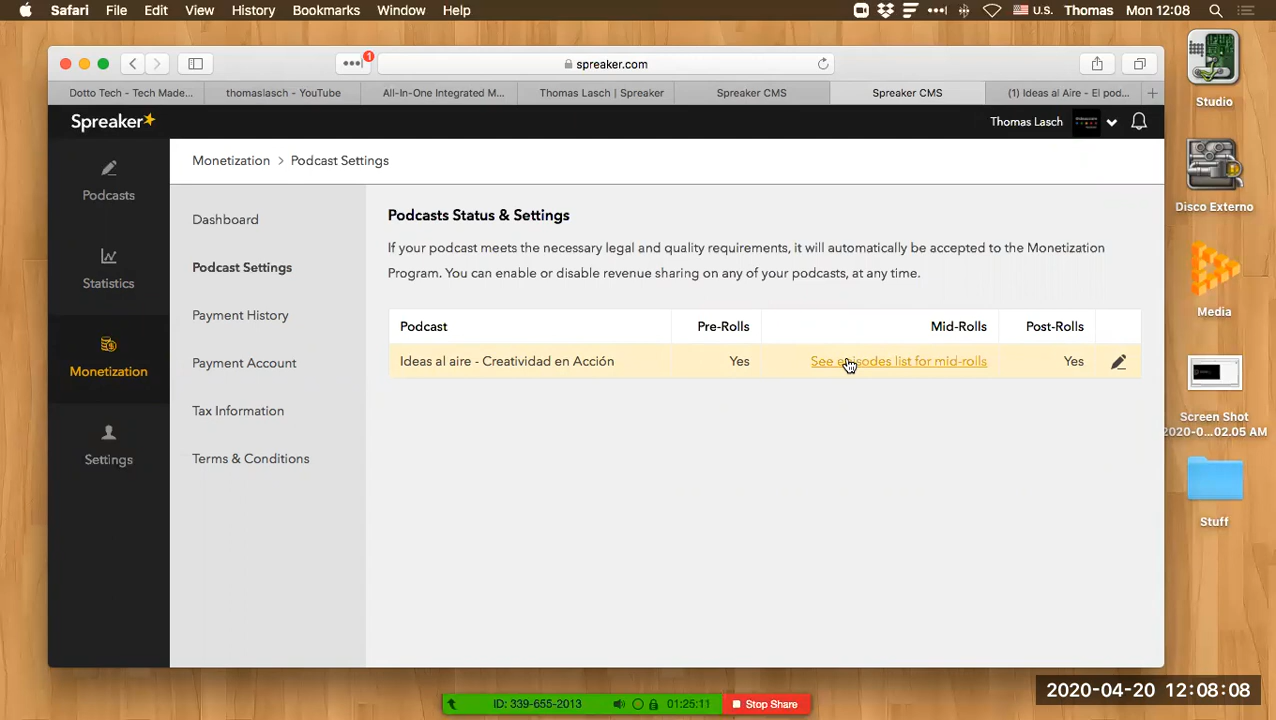 Safari File Edit View History Bookmarks Window Help U.S. Thomas Mon 12:08
1
spreaker.com
Dotto Tech - Tech Made... thomaslasch - YouTube All-In-One Integrated M... Thomas Lasch | Spreaker Spreaker CMS Spreaker CMS (1) Ideas al Aire - El pod...
Spreaker
Thomas Lasch
Podcasts
Statistics
Monetization
Settings
Monetization > Podcast Settings
Dashboard
Podcast Settings
Payment History
Payment Account
Tax Information
Terms & Conditions
Podcasts Status & Settings
If your podcast meets the necessary legal and quality requirements, it will automatically be accepted to the Monetization
Program. You can enable or disable revenue sharing on any of your podcasts, at any time.
Podcast Pre-Rolls Mid-Rolls Post-Rolls
Ideas al aire - Creatividad en Acción Yes See episodes list for mid-rolls Yes
Studio
Disco Externo
Media
Screen Shot
2020-0...02.05 AM
Stuff
ID: 339-655-2013 01:25:11 Stop Share
2020-04-20 12:08:08